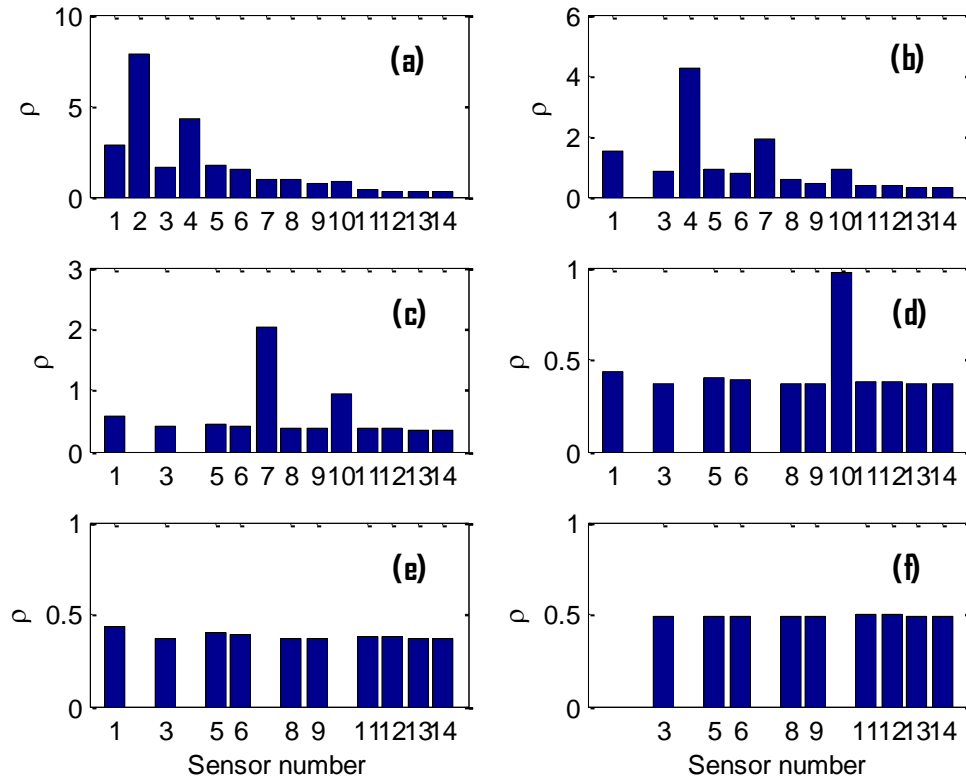 10
5
0
ρ
(a)
1 2 3 4 5 6 7 8 9 10 11 12 13 14
6
4
2
0
ρ
(b)
1 3 4 5 6 7 8 9 10 11 12 13 14
3
2
1
0
ρ
(c)
1 3 5 6 7 8 9 10 11 12 13 14
1
0.5
0
ρ
(d)
1 3 5 6 8 9 10 11 12 13 14
1
0.5
0
ρ
(e)
1 3 5 6 8 9 11 12 13 14
Sensor number
1
0.5
0
ρ
(f)
3 5 6 8 9 11 12 13 14
Sensor number